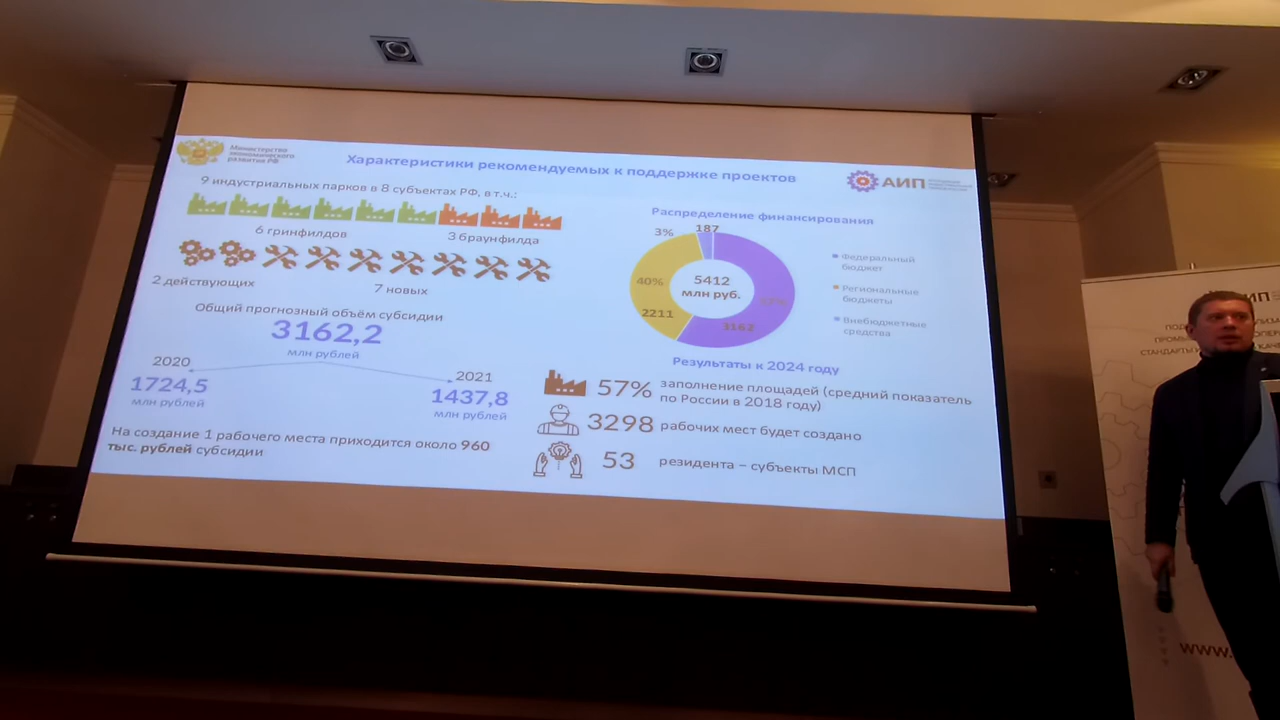 Министерство
экономического
развития РФ
Характеристики рекомендуемых к поддержке проектов
АИП
9 индустриальных парков в 8 субъектах РФ, в т.ч.:
6 гринфилдов
3 браунфилда
2 действующих
7 новых
Общий прогнозный объём субсидии
3162,2
млн рублей
2020
1724,5
млн рублей
2021
1437,8
млн рублей
На создание 1 рабочего места приходится около 960
тыс. рублей субсидии
Распределение финансирования
3%
187
40%
2211
5412
млн руб.
3162
Федеральный
бюджет
Региональные
бюджеты
Внебюджетные
средства
Результаты к 2024 году
57% заполнение площадей (средний показатель
по России в 2018 году)
3298 рабочих мест будет создано
53 резидента – субъекты МСП
СТАНДАРТЫ
www.